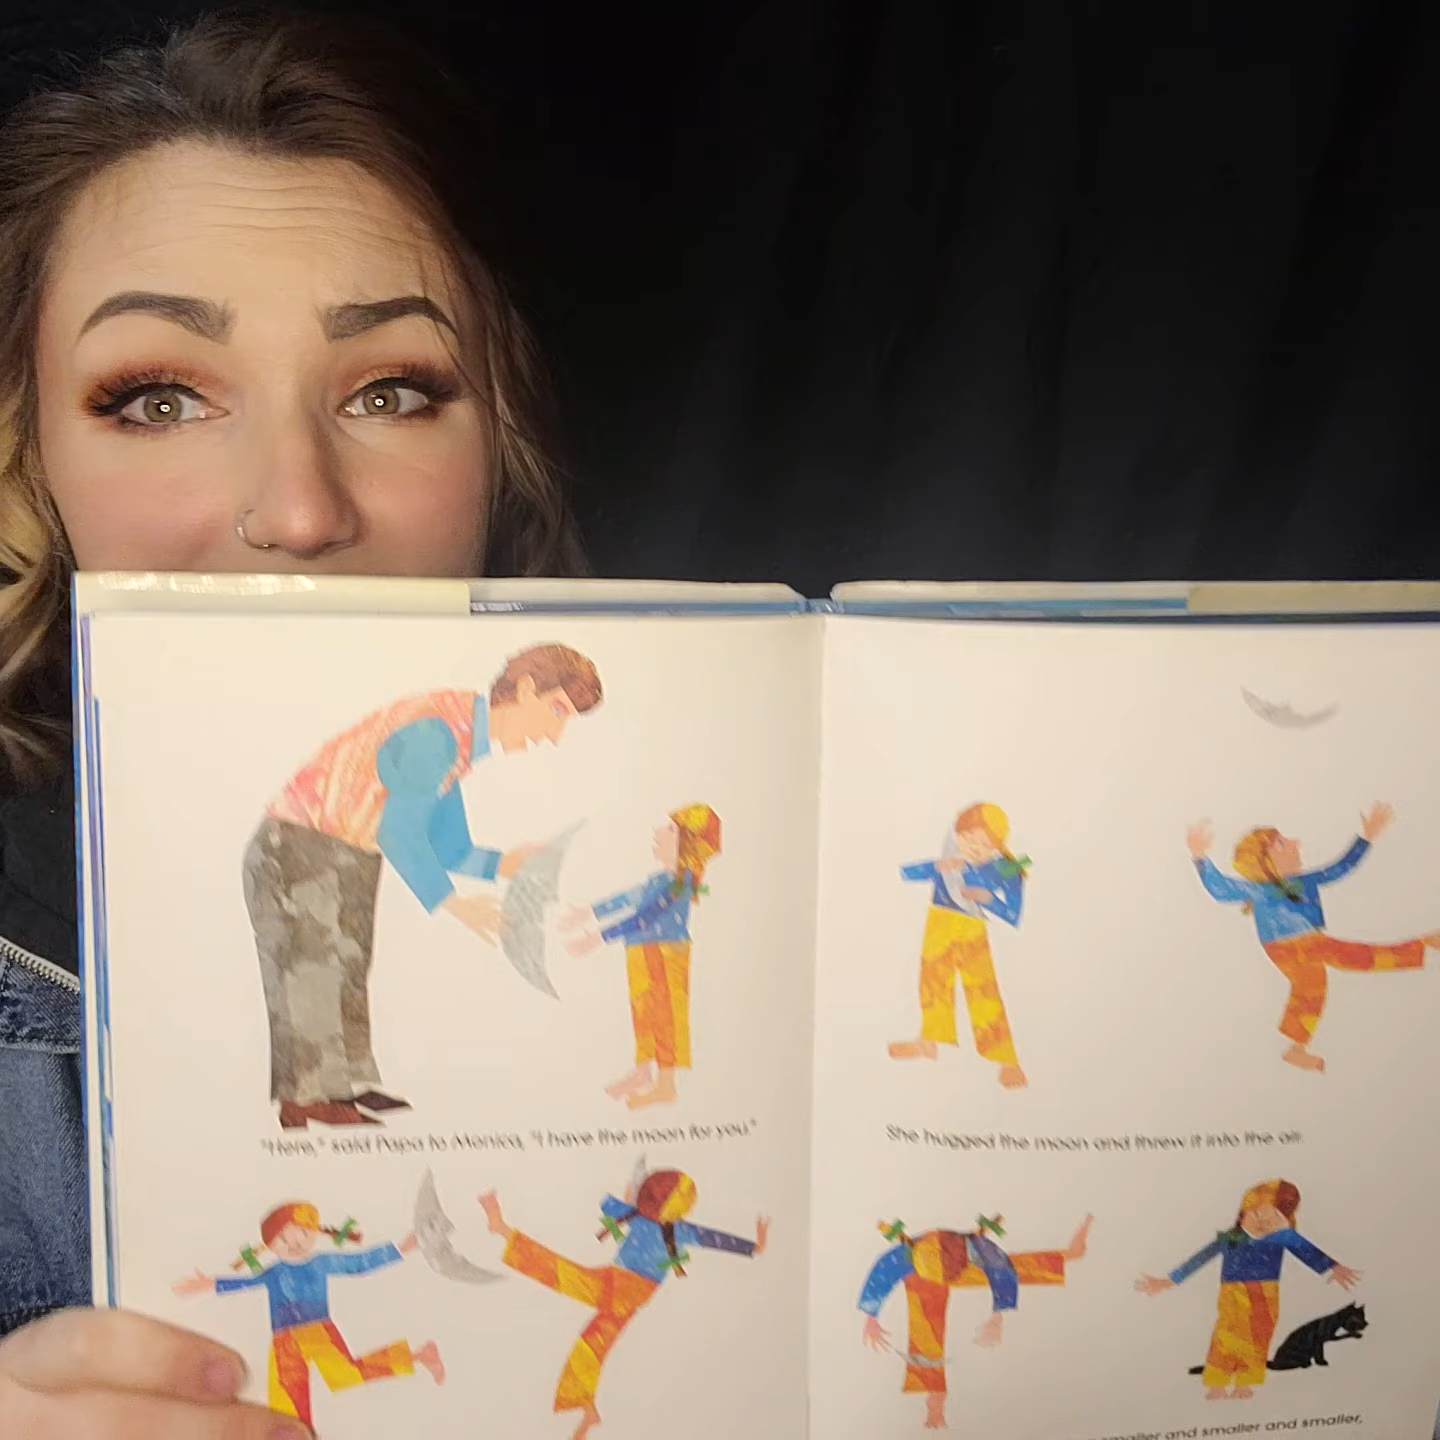 "Here," said Papa to Monica, "I have the moon for you."
She hugged the moon and threw it into the air.
smaller and smaller and smaller,